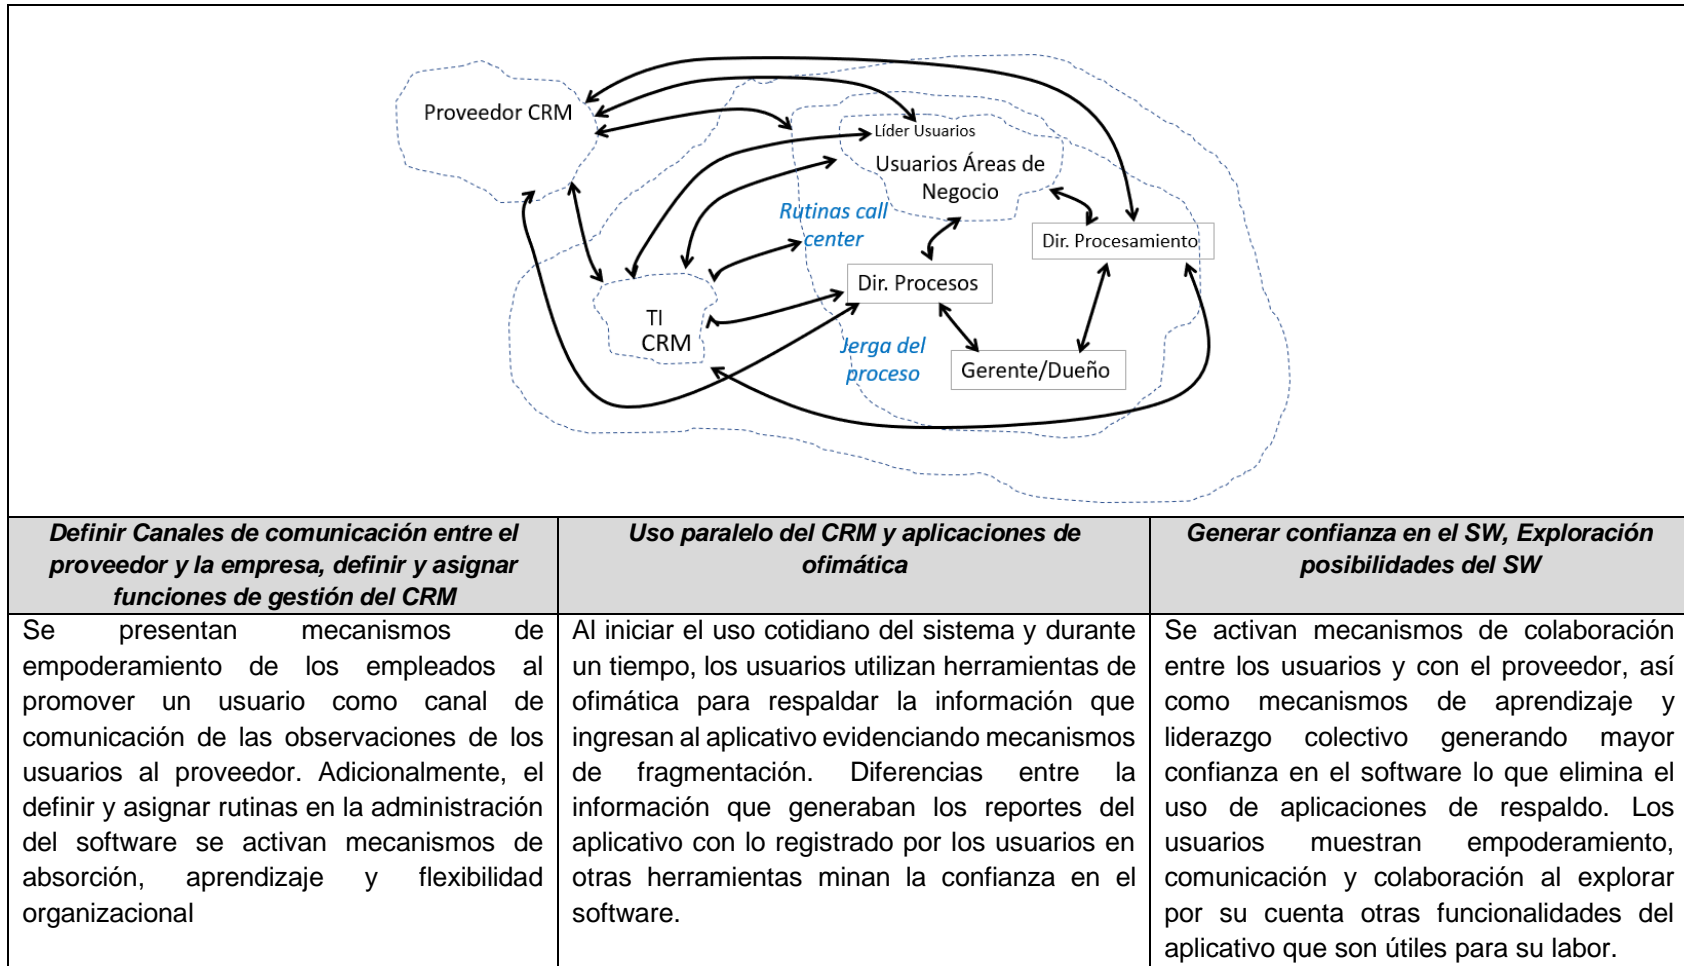 Proveedor CRM
Líder Usuarios
Usuarios Áreas de
Negocio
Rutinas call
center
Dir. Procesamiento
Dir. Procesos
TI
CRM
Jerga del
proceso
Gerente/Dueño
Definir Canales de comunicación entre el
proveedor y la empresa, definir y asignar
funciones de gestión del CRM
Se presentan mecanismos de
empoderamiento de los empleados al
promover un usuario como canal de
comunicación de las observaciones de los
usuarios al proveedor. Adicionalmente, el
definir y asignar rutinas en la administración
del software se activan mecanismos de
absorción, aprendizaje y flexibilidad
organizacional
Uso paralelo del CRM y aplicaciones de
ofimática
Al iniciar el uso cotidiano del sistema y durante
un tiempo, los usuarios utilizan herramientas de
ofimática para respaldar la información que
ingresan al aplicativo evidenciando mecanismos
de fragmentación. Diferencias entre la
información que generaban los reportes del
aplicativo con lo registrado por los usuarios en
otras herramientas minan la confianza en el
software.
Generar confianza en el SW, Exploración
posibilidades del SW
Se activan mecanismos de colaboración
entre los usuarios y con el proveedor, así
como mecanismos de aprendizaje y
liderazgo colectivo generando mayor
confianza en el software lo que elimina el
uso de aplicaciones de respaldo. Los
usuarios muestran empoderamiento,
comunicación y colaboración al explorar
por su cuenta otras funcionalidades del
aplicativo que son útiles para su labor.